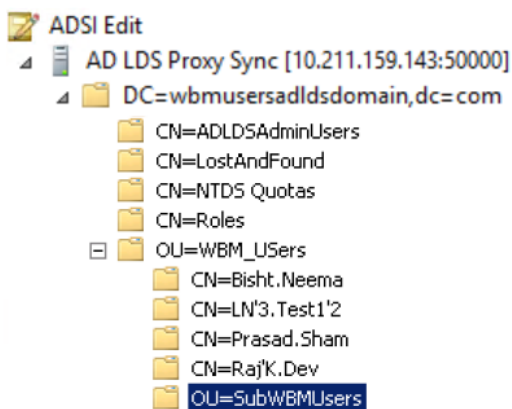 ADSI Edit
AD LDS Proxy Sync [10.211.159.143:50000]
DC=wbmusersadldsdomain,dc=com
CN=ADLDSAdminUsers
CN=LostAndFound
CN=NTDS Quotas
CN=Roles
OU=WBM_USers
CN=Bisht.Neema
CN=LN'3.Test1'2
CN=Prasad.Sham
CN=Raj'K.Dev
OU=SubWBMUsers